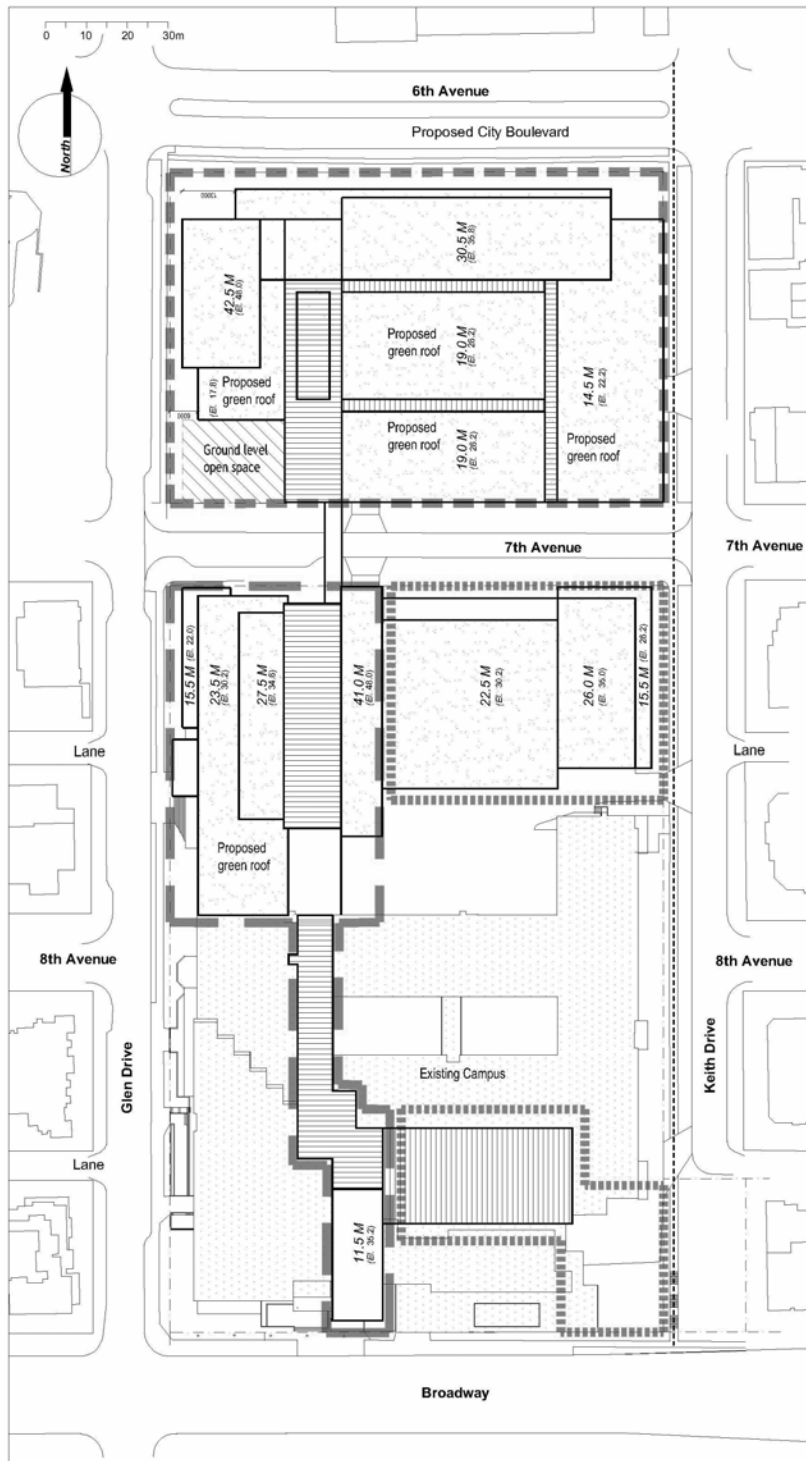 0 10 20 30m
North
6th Avenue
Proposed City Boulevard
42.5 M
(El. 48.0)
30.5 M
(El. 35.8)
Proposed
green roof
19.0 M
(El. 26.2)
14.5 M
(El. 22.2)
(El. 17.8)
Proposed
green roof
Proposed
green roof
19.0 M
(El. 26.2)
Proposed
green roof
6000
Ground level
open space
7th Avenue
7th Avenue
15.5 M (El. 22.0)
23.5 M
(El. 30.2)
27.5 M
(El. 34.6)
41.0 M
(El. 48.0)
22.5 M
(El. 30.2)
26.0 M
(El. 35.0)
15.5 M (El. 26.2)
Lane
Lane
Proposed
green roof
8th Avenue
8th Avenue
Glen Drive
Existing Campus
Keith Drive
Lane
11.5 M
(El. 35.2)
Broadway